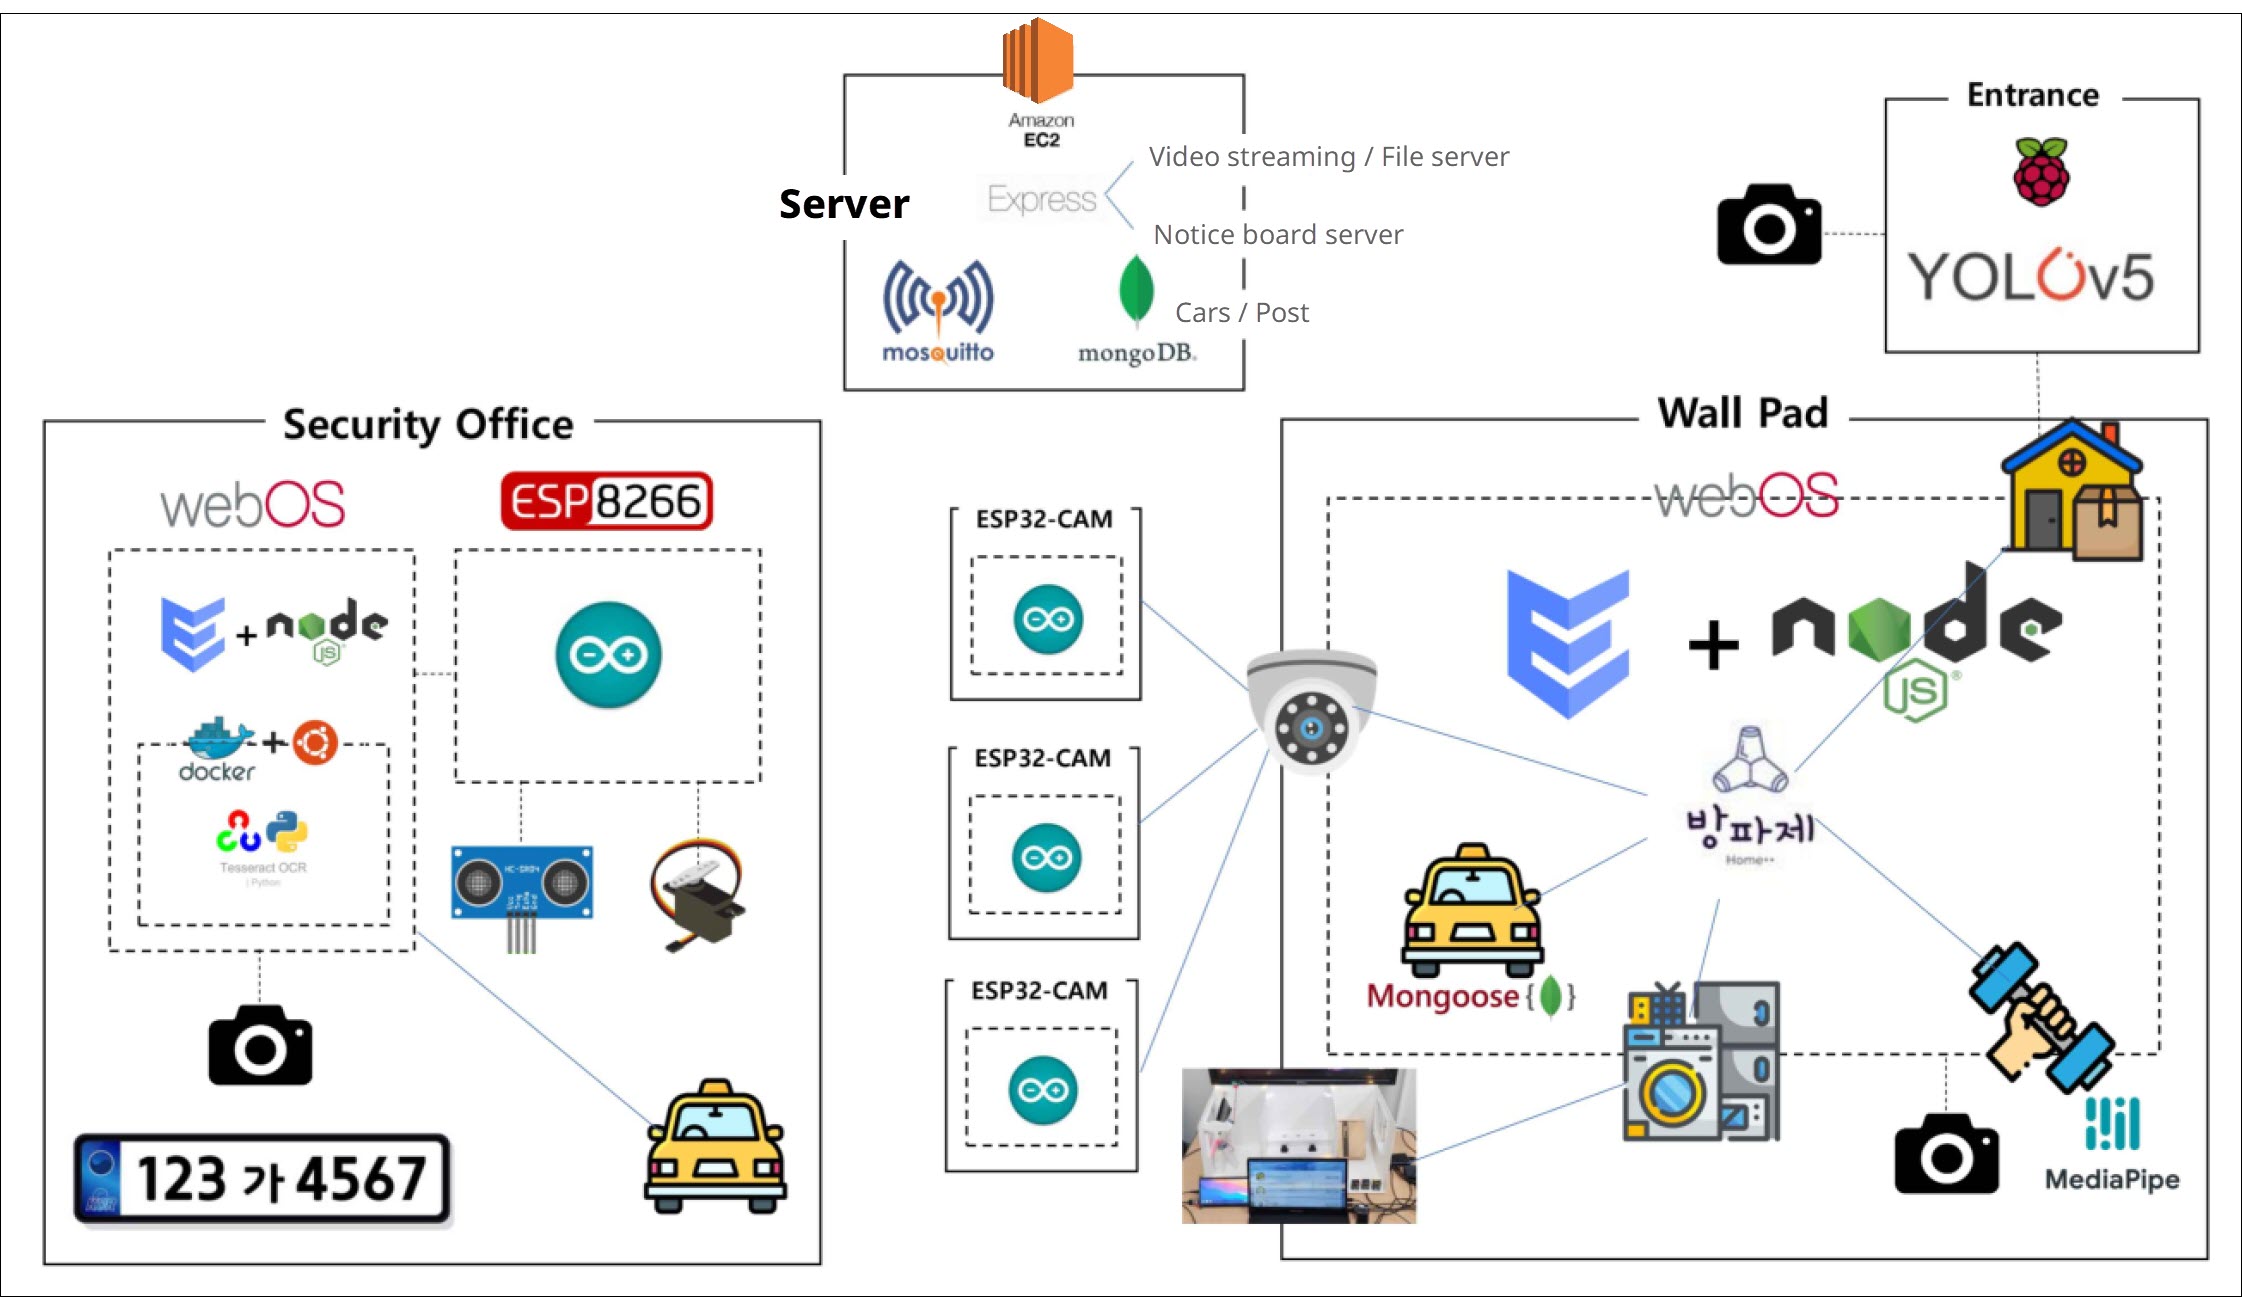 Amazon
EC2
Server
Express
Video streaming / File server
Notice board server
mosquitto
mongoDB.
Cars / Post
Entrance
YOLOv5
Security Office
webOS
ESP8266
+ node
JS
docker
+
Tesseract OCR
| Python
HC-SR04
123 가 4567
ESP32-CAM
ESP32-CAM
ESP32-CAM
Wall Pad
webOS
+ node
JS
방파제
Home++
Mongoose { }
MediaPipe